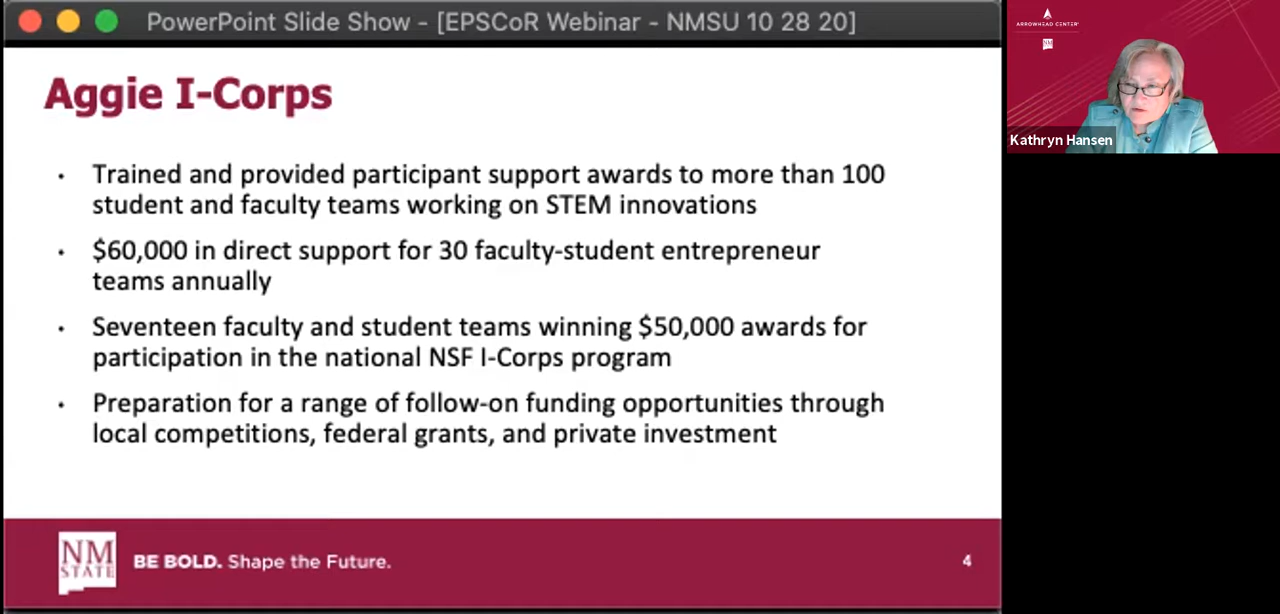 PowerPoint Slide Show - [EPSCoR Webinar - NMSU 10 28 20]
Aggie I-Corps
• Trained and provided participant support awards to more than 100
student and faculty teams working on STEM innovations
• $60,000 in direct support for 30 faculty-student entrepreneur
teams annually
• Seventeen faculty and student teams winning $50,000 awards for
participation in the national NSF I-Corps program
• Preparation for a range of follow-on funding opportunities through
local competitions, federal grants, and private investment
NM
STATE
BE BOLD. Shape the Future.
4
ARROWHEAD CENTER
NM
Kathryn Hansen